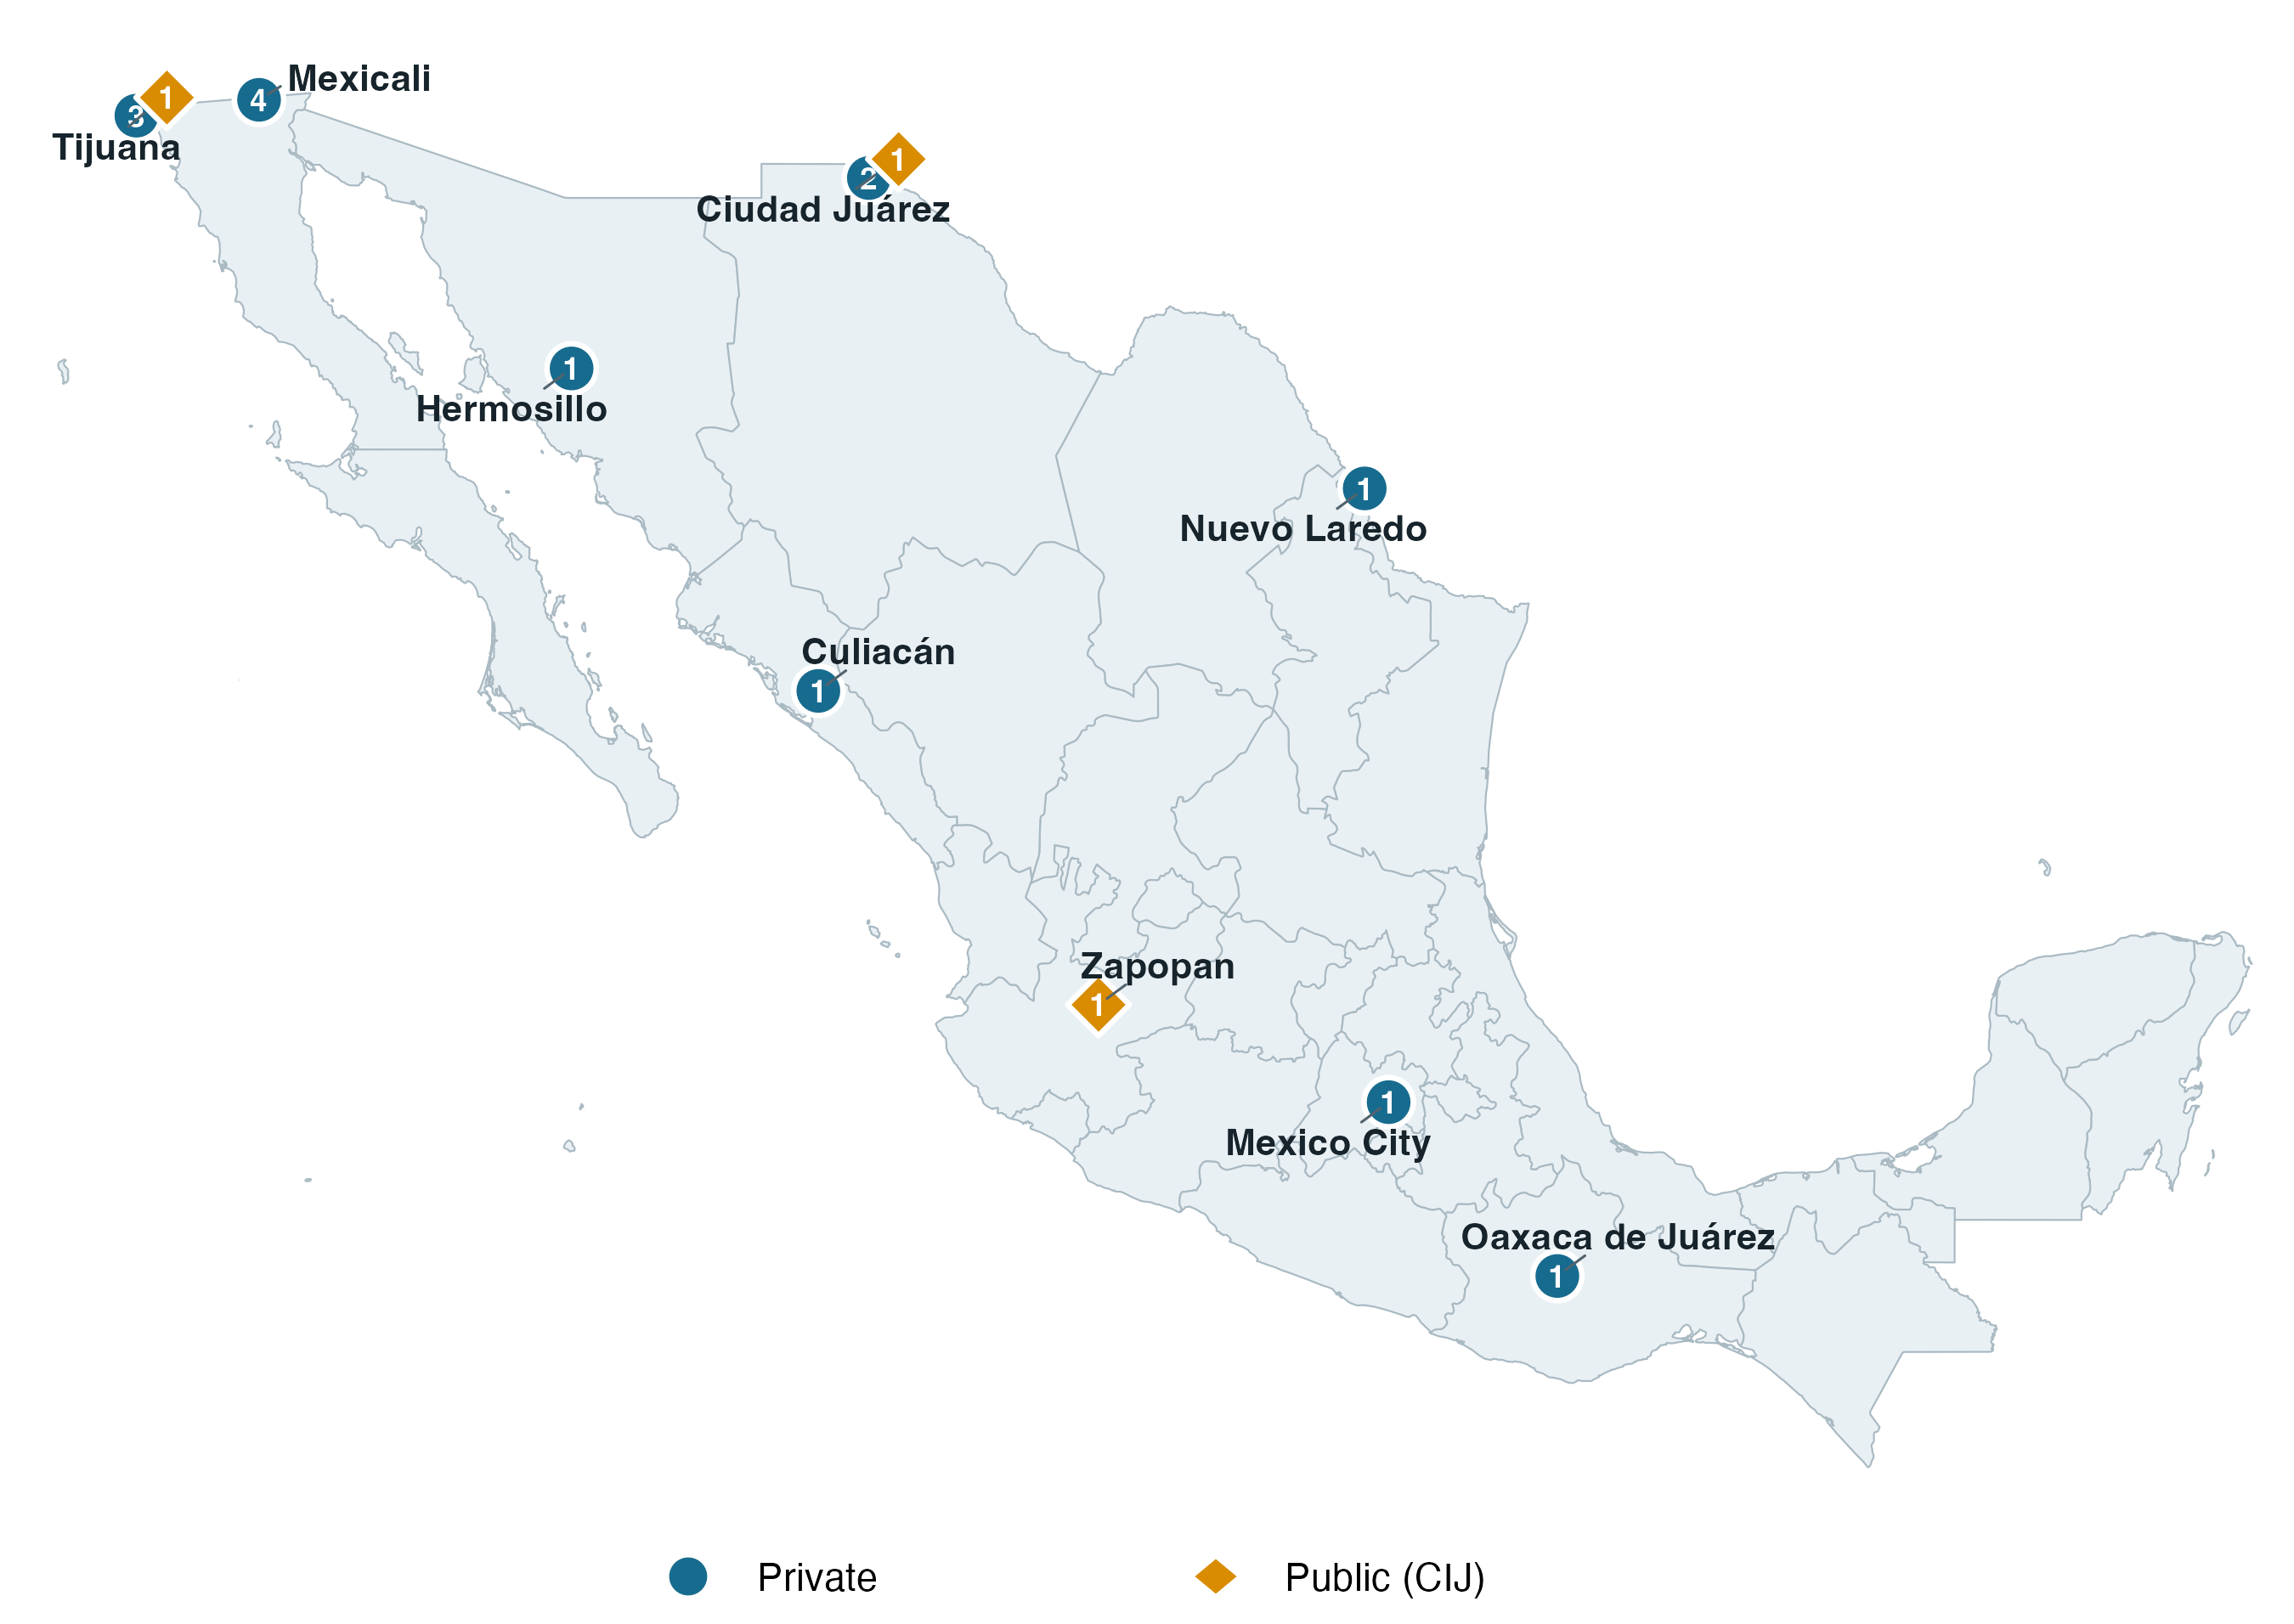 Mexicali
4
1
3
Tijuana
1
2
Ciudad Juárez
1
Hermosillo
1
Nuevo Laredo
Culiacán
1
Zapopan
1
1
Mexico City
Oaxaca de Juárez
1
Private
Public (CIJ)